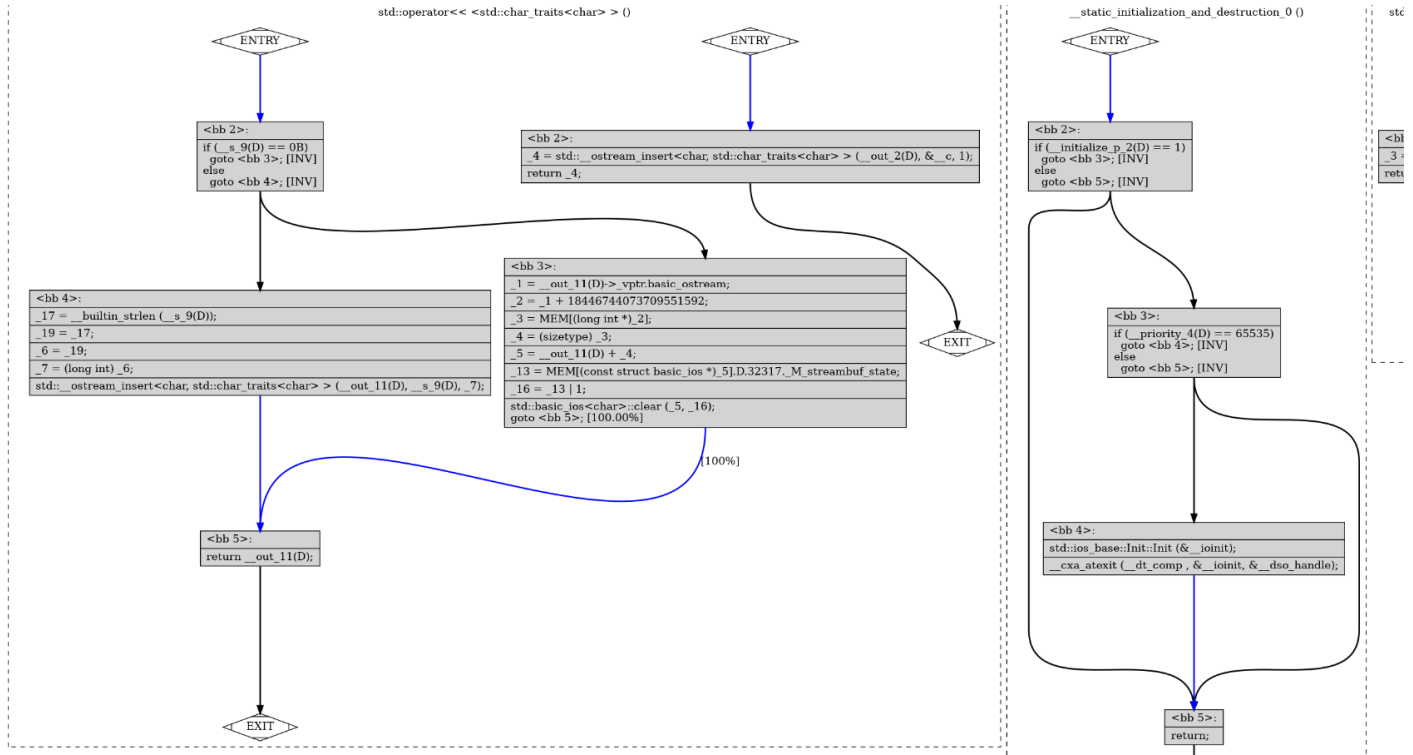 std::operator<< <std::char_traits<char> > ()
ENTRY
<bb 2>:
if (__s_9(D) == 0B)
goto <bb 3>; [INV]
else
goto <bb 4>; [INV]
<bb 4>:
_17 = __builtin_strlen (__s_9(D));
_19 = _17;
_6 = _19;
_7 = (long int) _6;
std::__ostream_insert<char, std::char_traits<char> > (__out_11(D), __s_9(D), _7);
<bb 3>:
_1 = __out_11(D)->_vptr.basic_ostream;
_2 = _1 + 18446744073709551592;
_3 = MEM[(long int *)_2];
_4 = (sizetype) _3;
_5 = __out_11(D) + _4;
_13 = MEM[(const struct basic_ios *)_5].D.32317._M_streambuf_state;
_16 = _13 | 1;
std::basic_ios<char>::clear (_5, _16);
goto <bb 5>; [100.00%]
[100%]
<bb 5>:
return __out_11(D);
EXIT
ENTRY
<bb 2>:
_4 = std::__ostream_insert<char, std::char_traits<char> > (__out_2(D), &__c, 1);
return _4;
EXIT
__static_initialization_and_destruction_0 ()
ENTRY
<bb 2>:
if (__initialize_p_2(D) == 1)
goto <bb 3>; [INV]
else
goto <bb 5>; [INV]
<bb 3>:
if (__priority_4(D) == 65535)
goto <bb 4>; [INV]
else
goto <bb 5>; [INV]
<bb 4>:
std::ios_base::Init::Init (&__ioinit);
__cxa_atexit (__dt_comp , &__ioinit, &__dso_handle);
<bb 5>:
return;
std
<bb
_3 =
retu